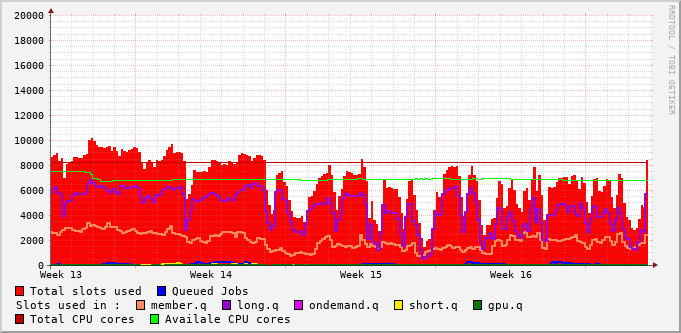 RRDTOOL / TOBI OETIKER
20000
18000
16000
14000
12000
10000
8000
6000
4000
2000
0
Week 13 Week 14 Week 15 Week 16
Total slots used Queued Jobs
Slots used in : member.q long.q ondemand.q short.q gpu.q
Total CPU cores Availale CPU cores